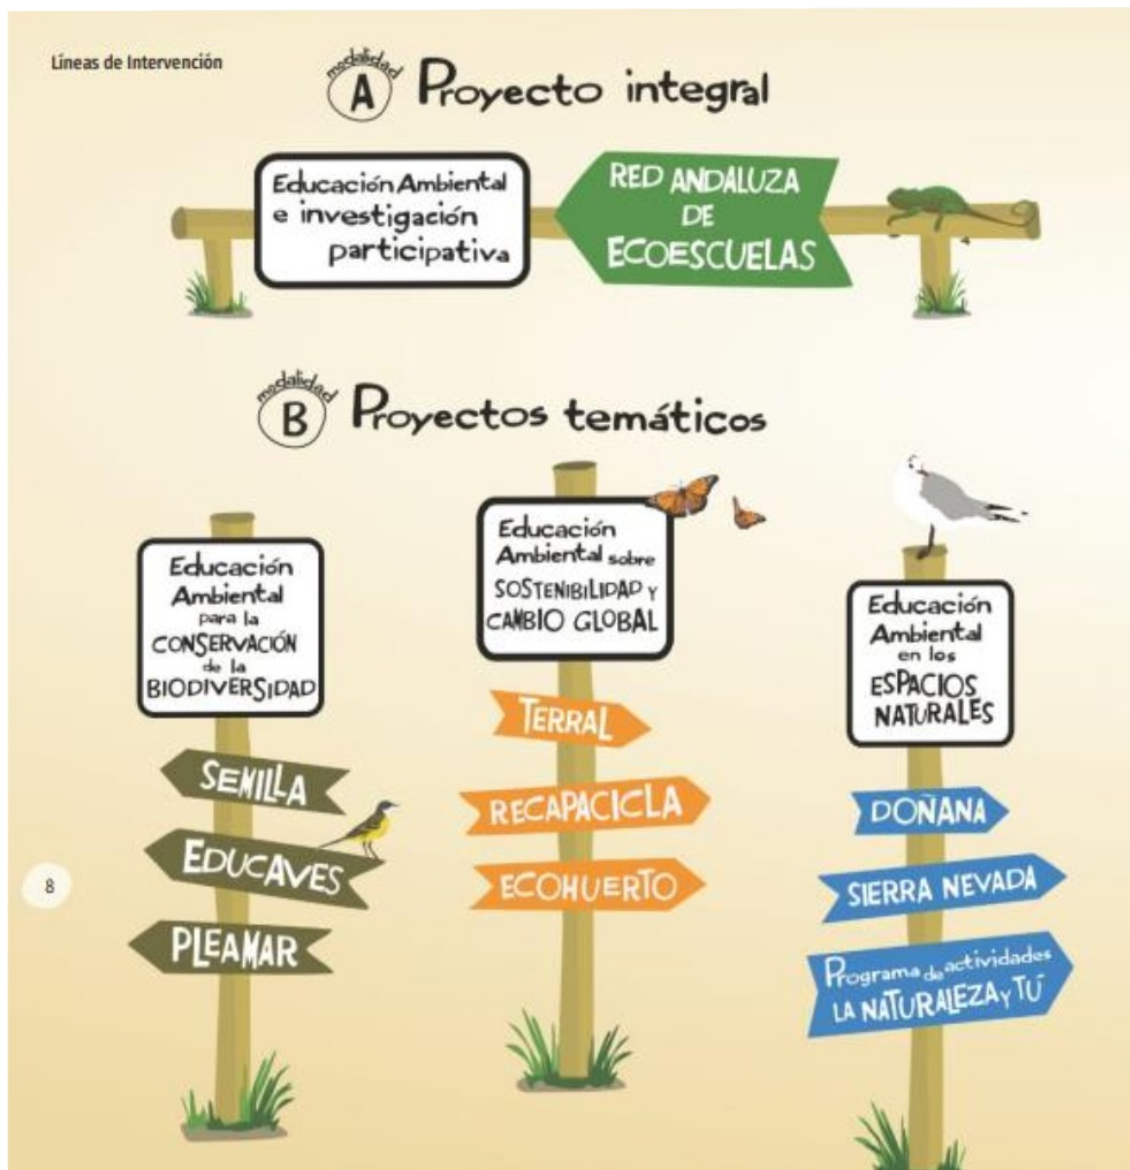 Líneas de Intervención
modalidad
A
Proyecto integral
Educación Ambiental
e investigación
participativa
RED ANDALUZA
DE
ECOESCUELAS
modalidad
B
Proyectos temáticos
Educación
Ambiental
para la
CONSERVACIÓN
de la
BIODIVERSIDAD
SEMILLA
EDUCAVES
PLEAMAR
Educación
Ambiental sobre
SOSTENIBILIDAD Y
CAMBIO GLOBAL
TERRAL
RECAPACICLA
ECOHUERTO
Educación
Ambiental
en los
ESPACIOS
NATURALES
DOÑANA
SIERRA NEVADA
Programa de actividades
LA NATURALEZA y TÚ
8